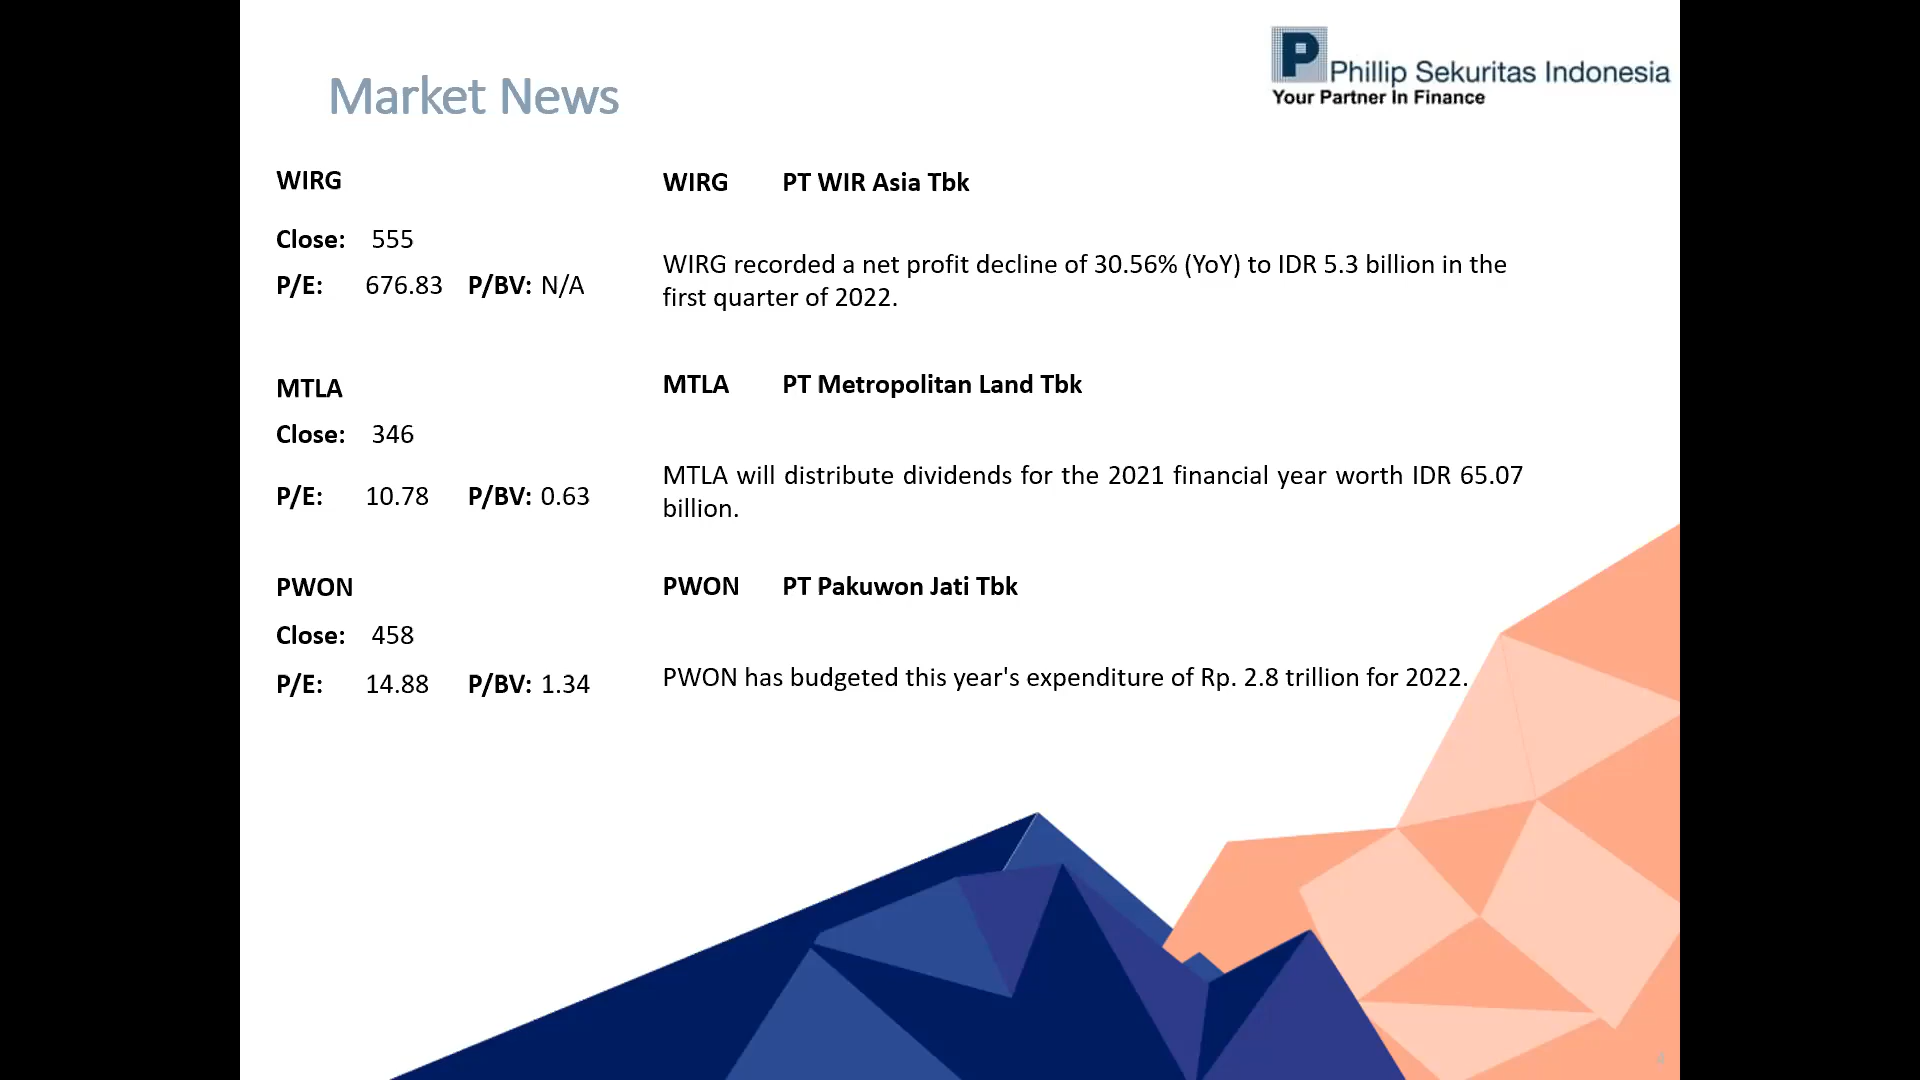 Phillip Sekuritas Indonesia
Your Partner In Finance
Market News
WIRG
Close: 555
P/E: 676.83 P/BV: N/A
WIRG PT WIR Asia Tbk
WIRG recorded a net profit decline of 30.56% (YoY) to IDR 5.3 billion in the
first quarter of 2022.
MTLA
Close: 346
P/E: 10.78 P/BV: 0.63
MTLA PT Metropolitan Land Tbk
MTLA will distribute dividends for the 2021 financial year worth IDR 65.07
billion.
PWON
Close: 458
P/E: 14.88 P/BV: 1.34
PWON PT Pakuwon Jati Tbk
PWON has budgeted this year's expenditure of Rp. 2.8 trillion for 2022.
4